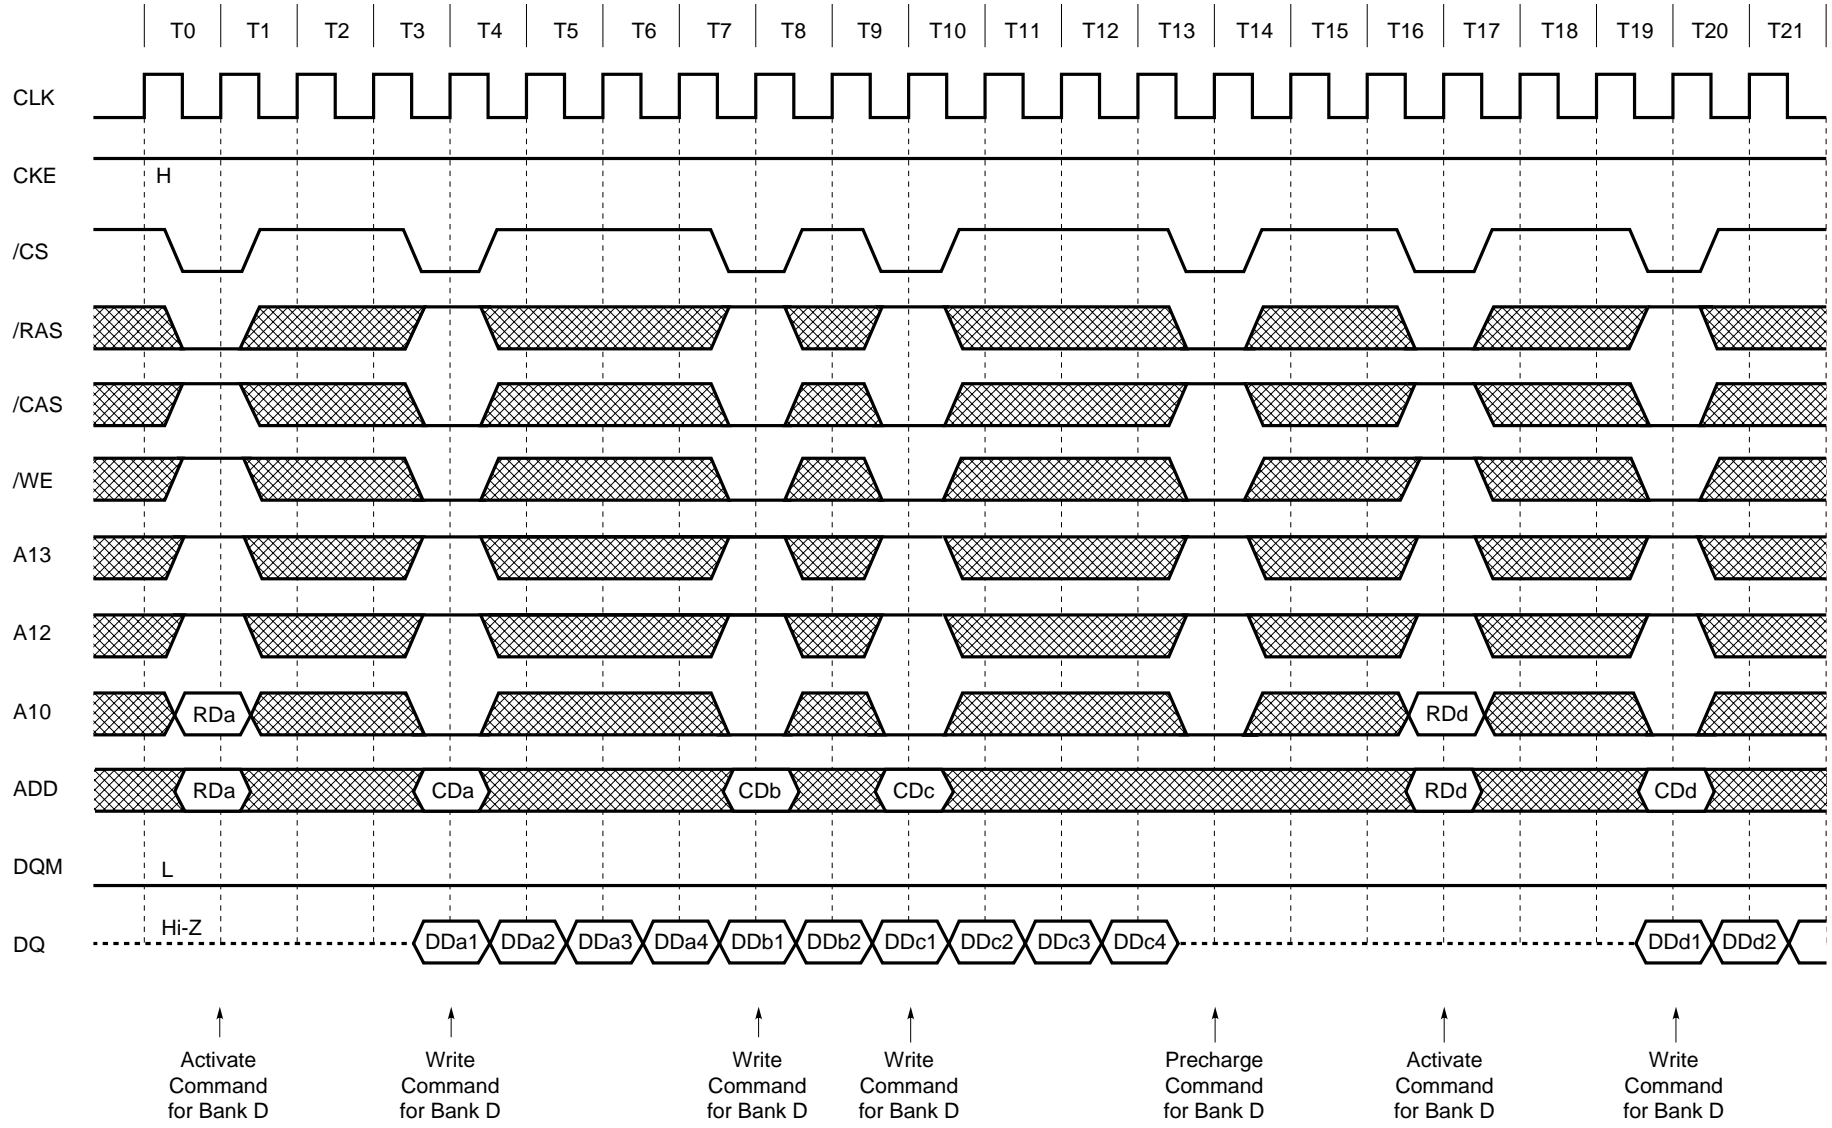 T0 T1 T2 T3 T4 T5 T6 T7 T8 T9 T10 T11 T12 T13 T14 T15 T16 T17 T18 T19 T20 T21
CLK
CKE H
/CS
/RAS
/CAS
/WE
A13
A12
A10 RDa RDd
ADD RDa CDa CDb CDc RDd CDd
DQM L
Hi-Z
DQ DDa1 DDa2 DDa3 DDa4 DDb1 DDb2 DDc1 DDc2 DDc3 DDc4 DDd1 DDd2
Activate
Command
for Bank D
Write
Command
for Bank D
Write
Command
for Bank D
Write
Command
for Bank D
Precharge
Command
for Bank D
Activate
Command
for Bank D
Write
Command
for Bank D